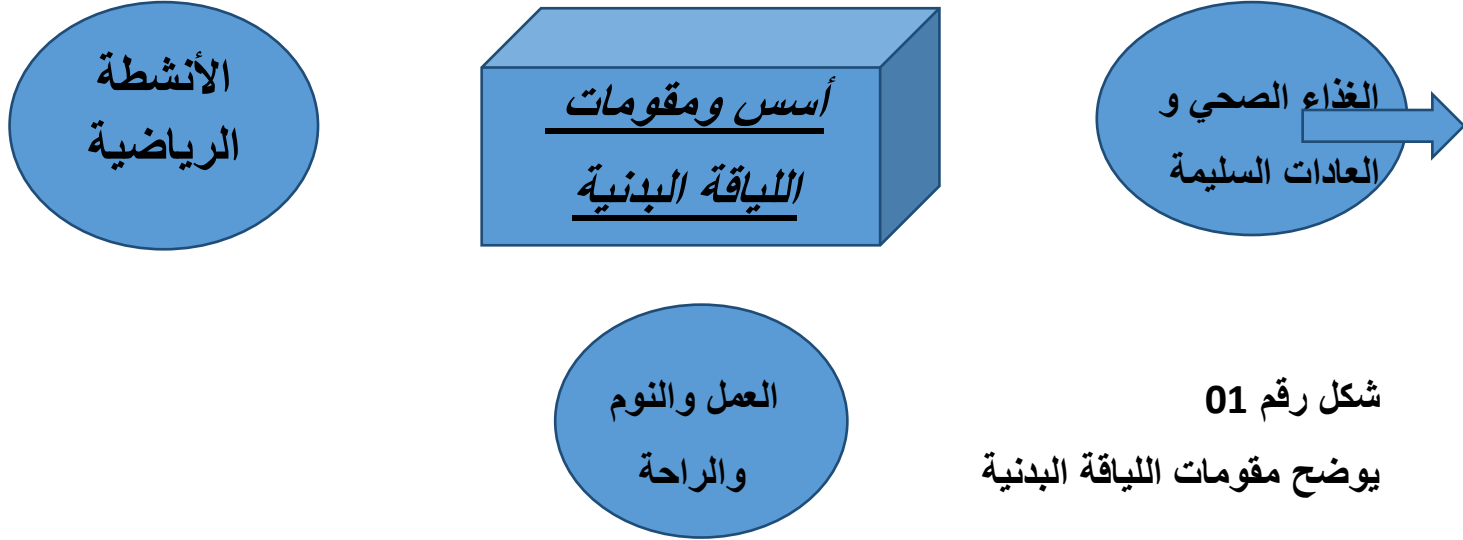 الغذاء الصحي و
العادات السليمة
أسس ومقومات
اللياقة البدنية
الأنشطة
الرياضية
العمل والنوم
والراحة
شكل رقم 01
يوضح مقومات اللياقة البدنية